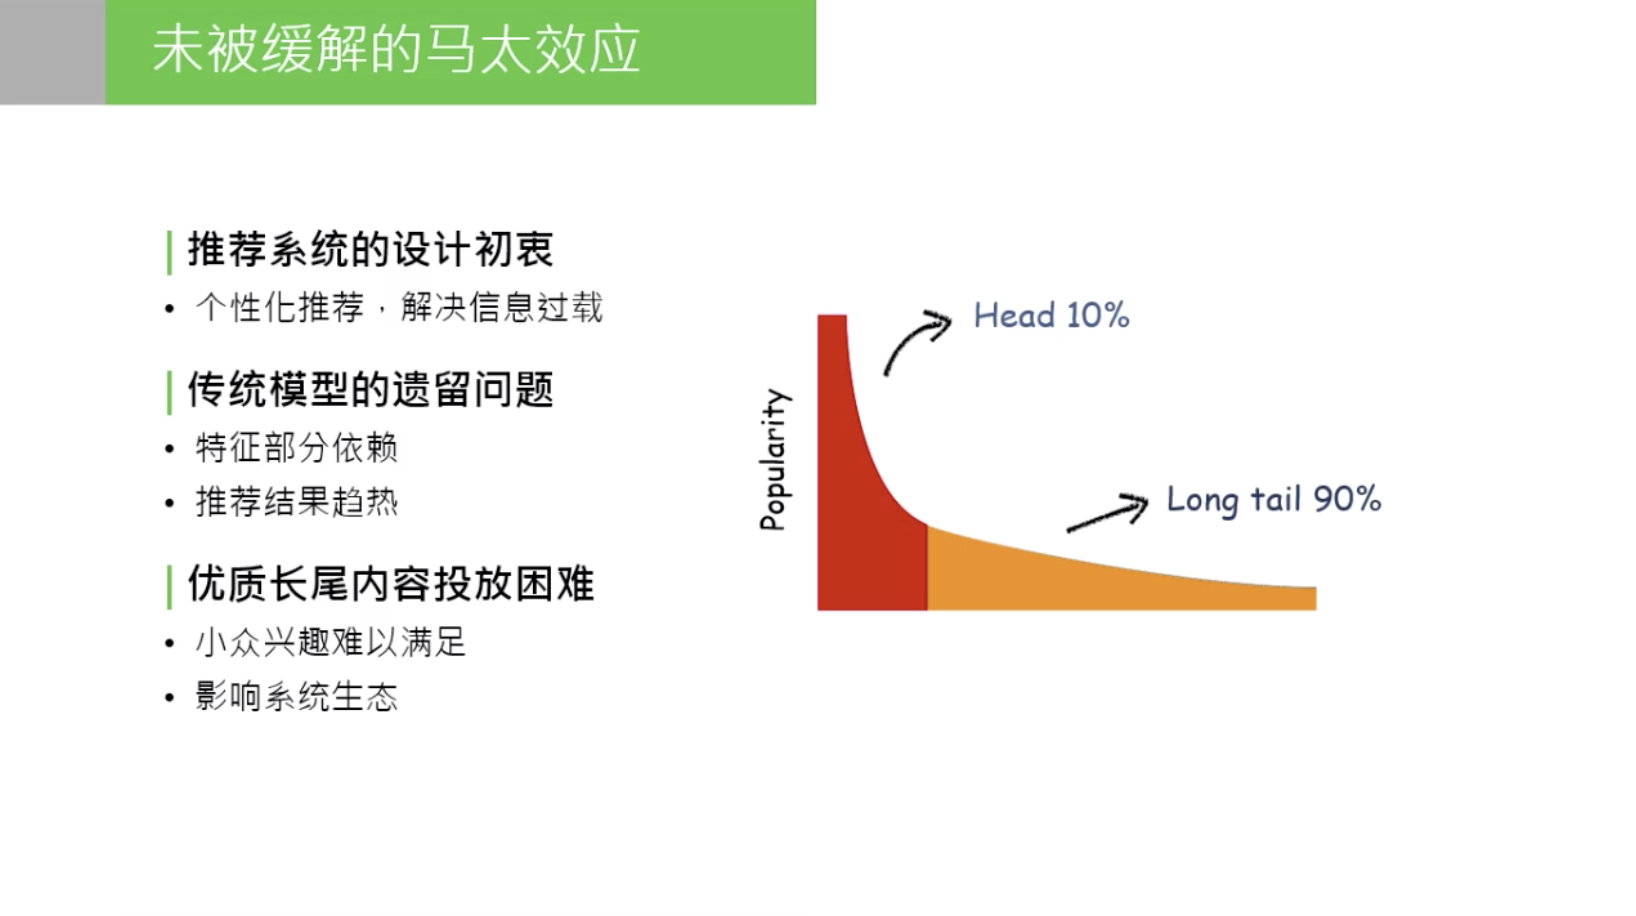 未被缓解的马太效应
推荐系统的设计初衷
• 个性化推荐，解决信息过载
传统模型的遗留问题
• 特征部分依赖
• 推荐结果趋热
优质长尾内容投放困难
• 小众兴趣难以满足
• 影响系统生态
Popularity
Head 10%
Long tail 90%